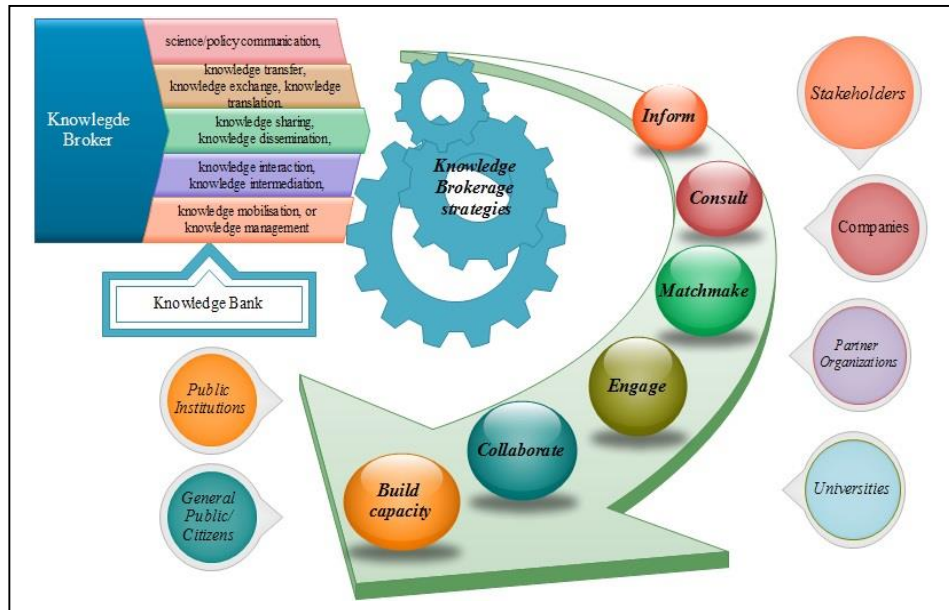 Knowlegde
Broker
science/policy communication,
knowledge transfer,
knowledge exchange, knowledge
translation,
knowledge sharing,
knowledge dissemination,
knowledge interaction,
knowledge intermediation,
knowledge mobilisation, or
knowledge management
Knowledge Bank
Knowledge
Brokerage
strategies
Inform
Consult
Matchmake
Engage
Collaborate
Build
capacity
Stakeholders
Companies
Partner
Organizations
Universities
Public
Institutions
General
Public/
Citizens